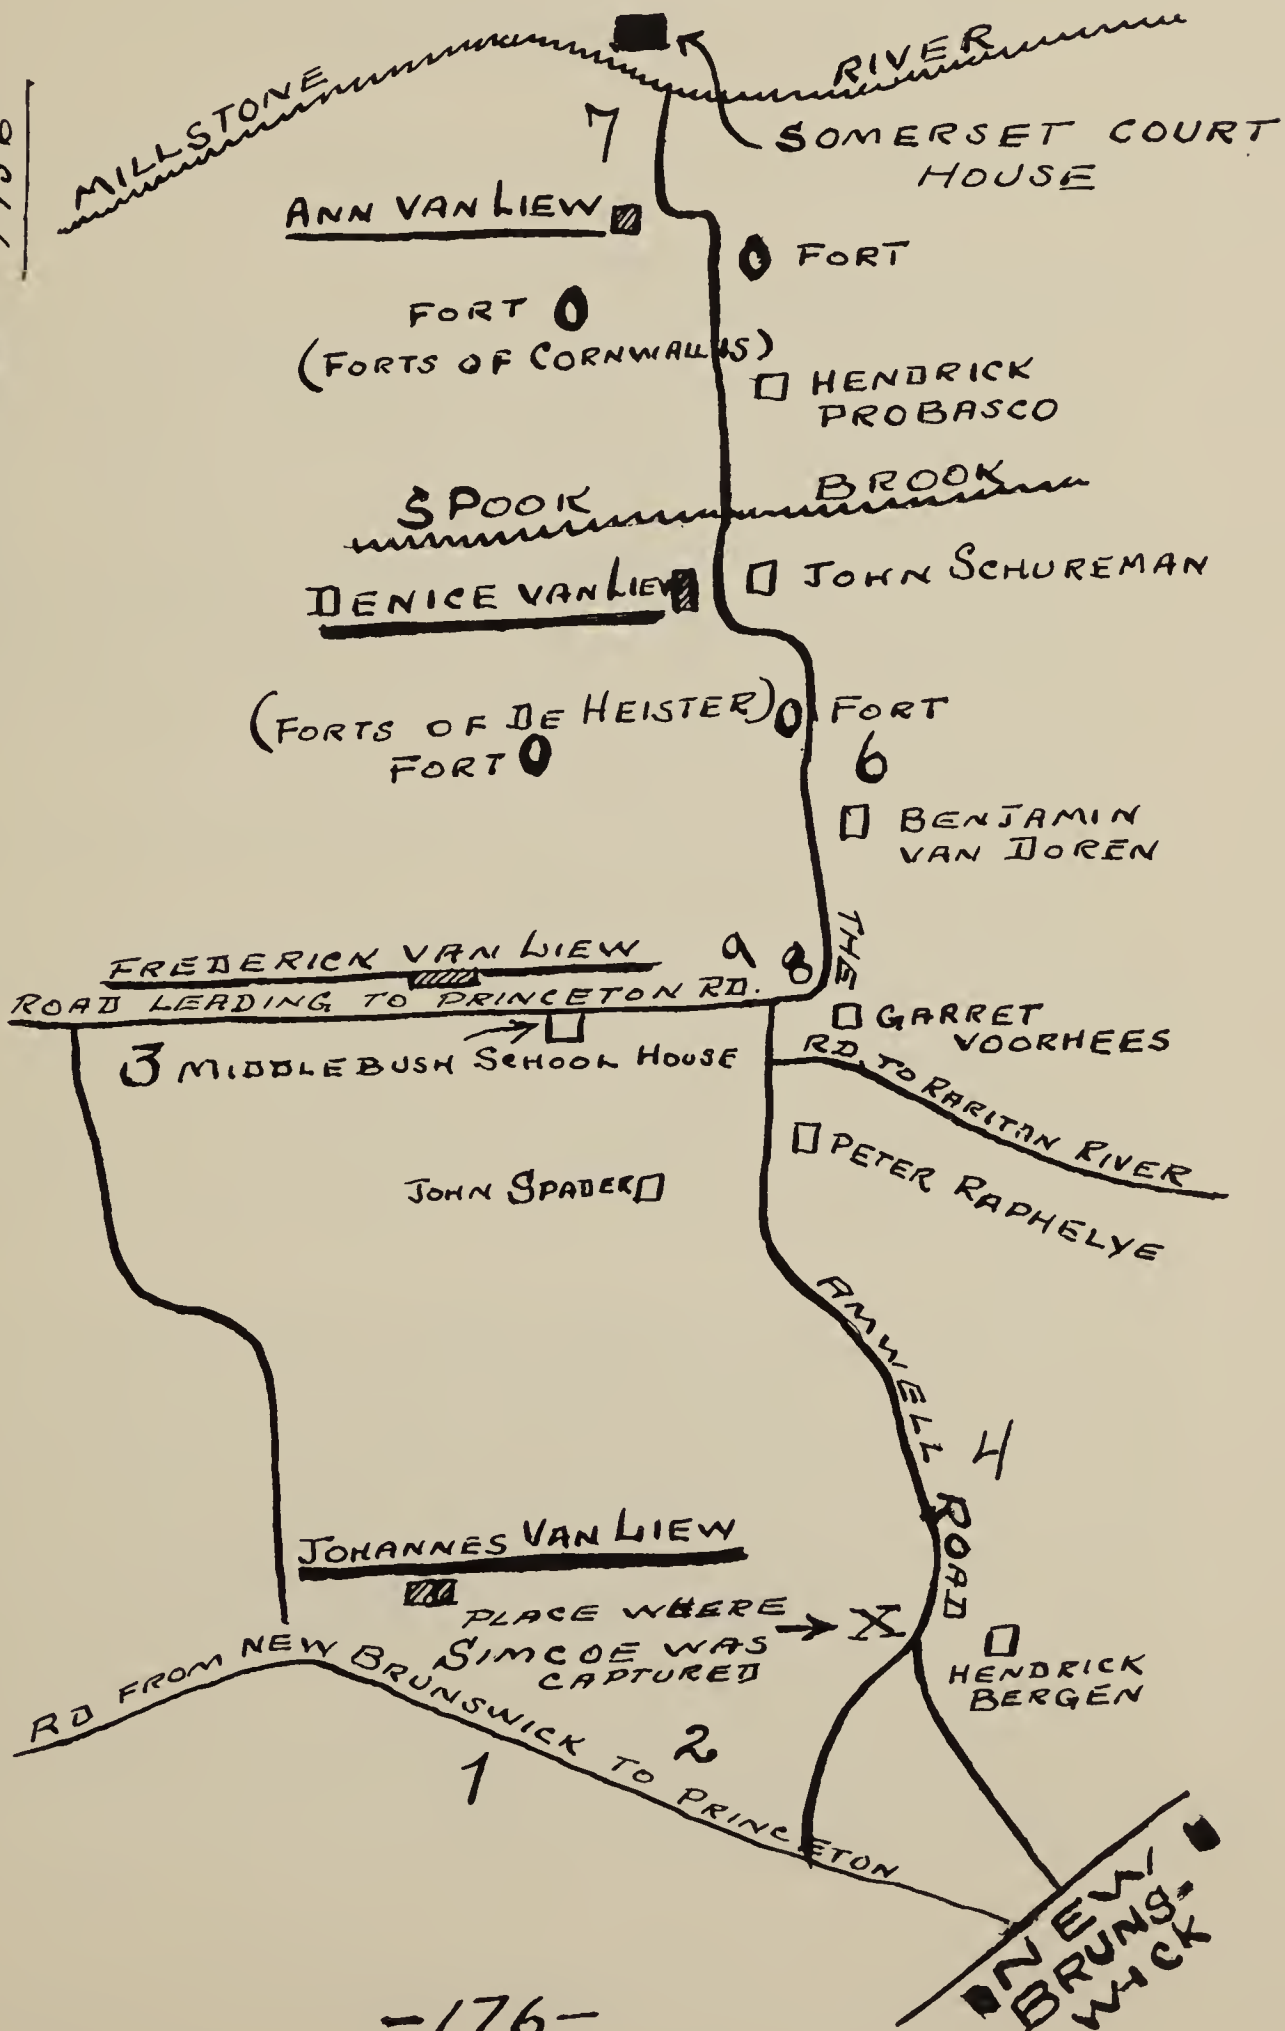 MILLSTONE
RIVER
7
SOMERSET COURT
HOUSE
ANN VAN LIEW
FORT
FORT
(FORTS OF CORNWALLIS)
HENDRICK
PROBASCO
SPOOK
BROOK
DENICE VAN LIEW
JOHN SCHUREMAN
(FORTS OF DE HEISTER)
FORT
FORT
6
BENJAMIN
VAN DOREN
THE
FREDERICK VAN LIEW
9
8
ROAD LEADING TO PRINCETON RD.
GARRET
VOORHEES
3
MIDDLEBUSH SCHOOL HOUSE
RD. TO RARITAN RIVER
PETER RAPHELYE
JOHN SPADER
AMWELL
4
ROAD
JOHANNES VAN LIEW
PLACE WHERE
SIMCOE WAS
CAPTURED
X
HENDRICK
BERGEN
RD FROM NEW BRUNSWICK TO PRINCETON
1
2
NEW
BRUNS-
WICK
-176-